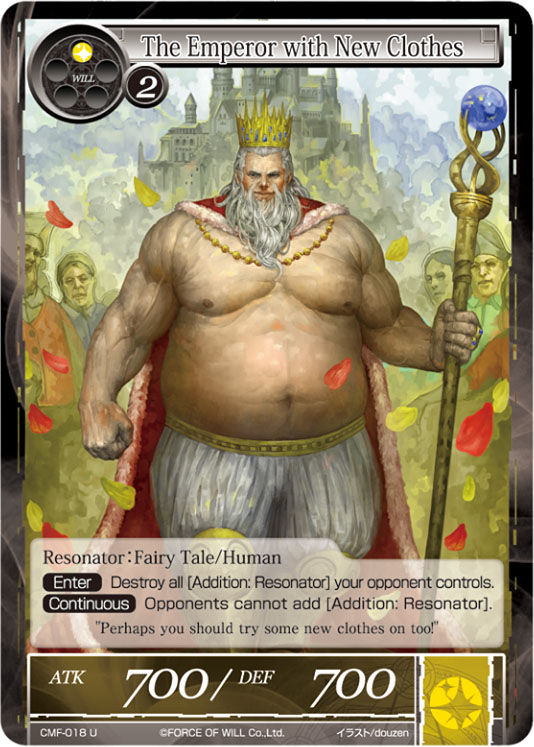 The Emperor with New Clothes
WILL
2
Resonator:Fairy Tale/Human
Enter Destroy all [Addition: Resonator] your opponent controls.
Continuous Opponents cannot add [Addition: Resonator].
"Perhaps you should try some new clothes on too!"
ATK 700 / DEF 700
CMF-018 U ©FORCE OF WILL Co.,Ltd. イラスト/douzen